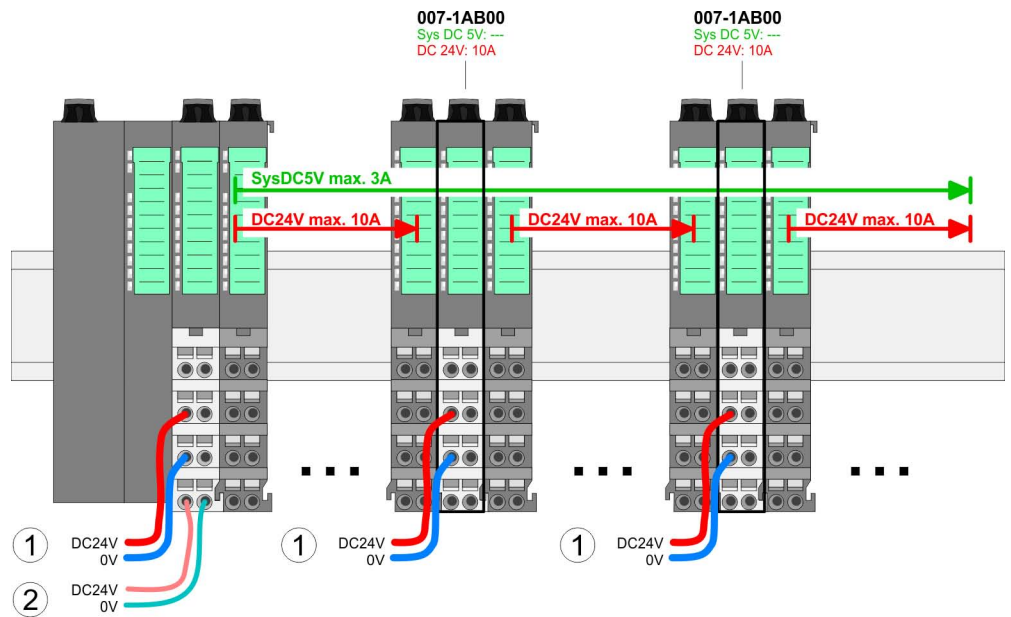 007-1AB00
Sys DC 5V: ---
DC 24V: 10A
007-1AB00
Sys DC 5V: ---
DC 24V: 10A
SysDC5V max. 3A
DC24V max. 10A
DC24V max. 10A
DC24V max. 10A
...
...
...
1
DC24V
0V
1
DC24V
0V
1
DC24V
0V
2
DC24V
0V